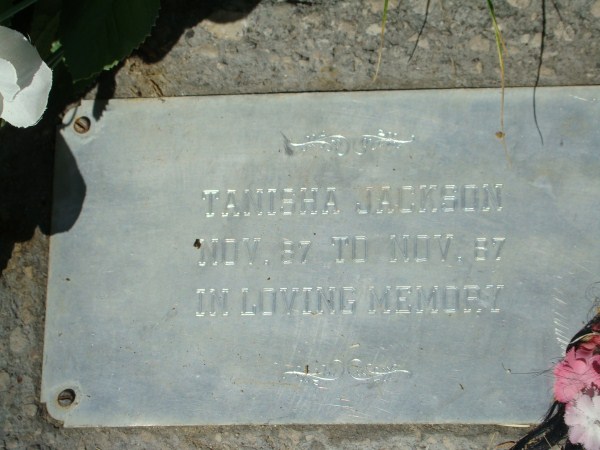 TANISHA JACKSON
NOV. 87 TO NOV. 87
IN LOVING MEMORY